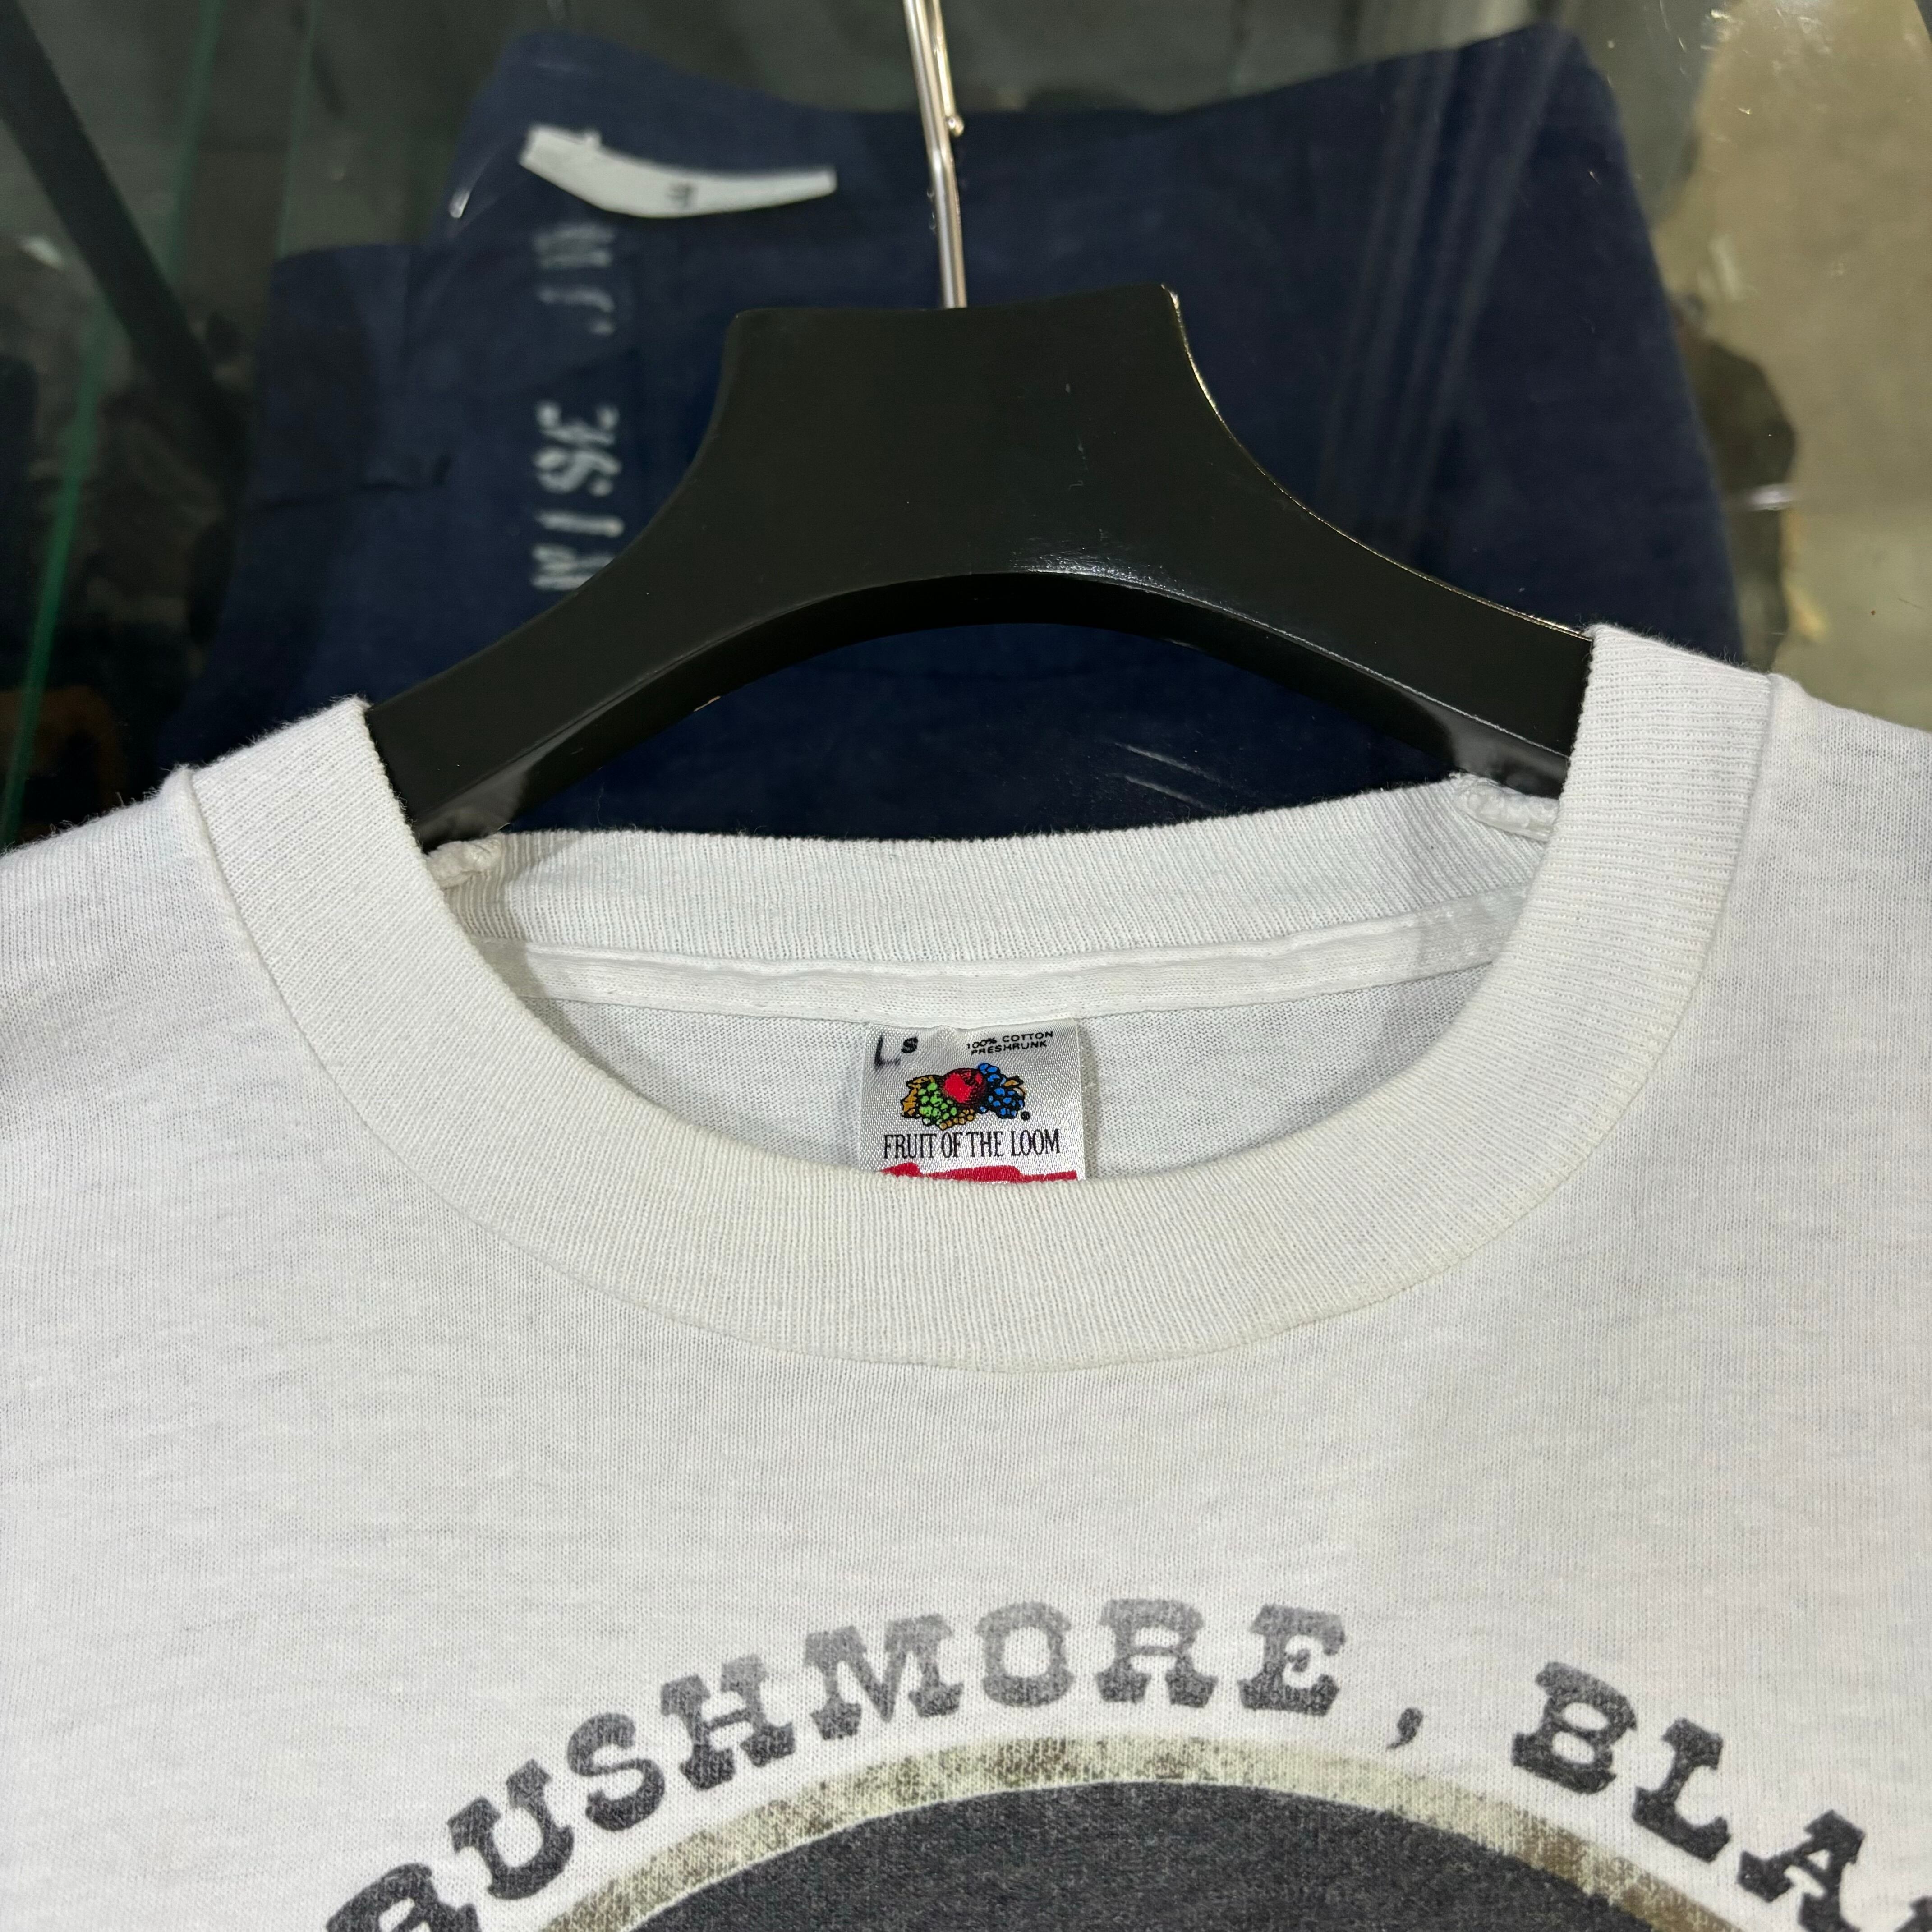 WISE
L S
100% COTTON
PRESHRUNK
FRUIT OF THE LOOM
RUSHMORE, BLA